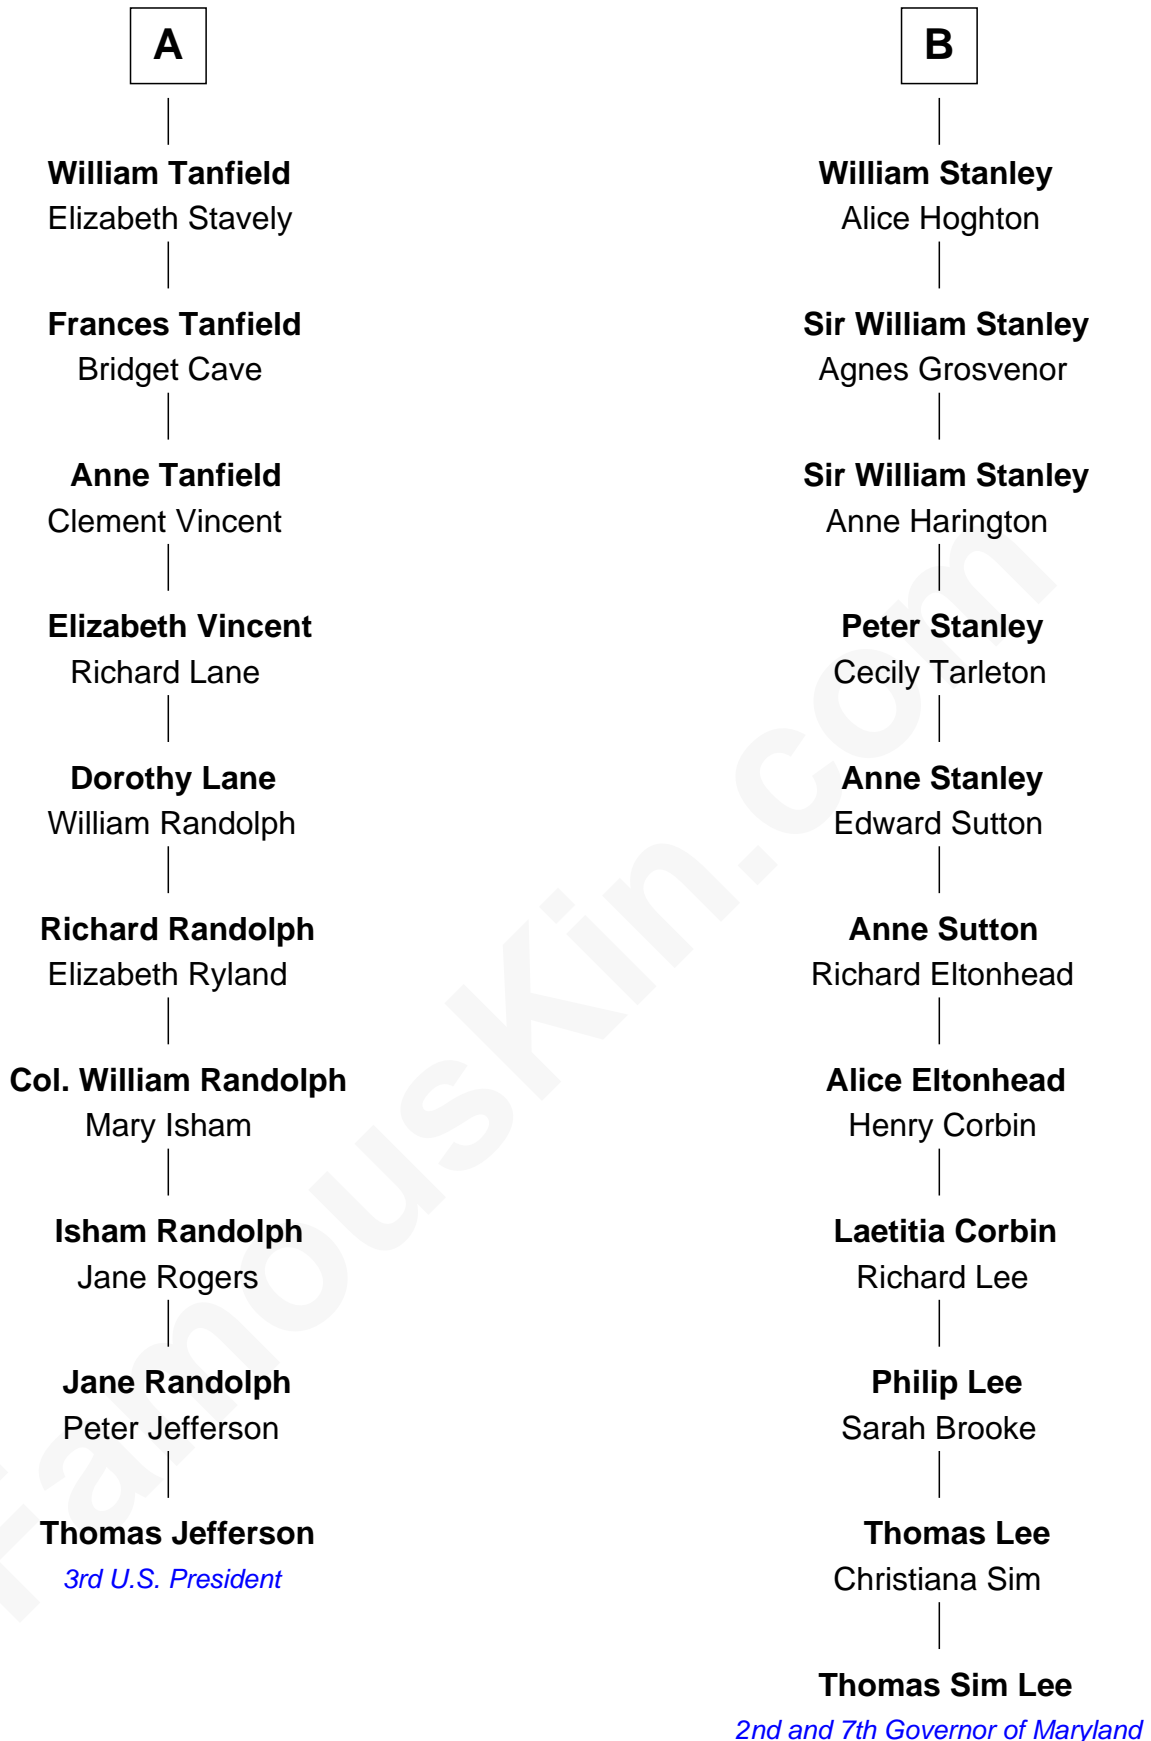 A
William Tanfield
Elizabeth Stavely
Frances Tanfield
Bridget Cave
Anne Tanfield
Clement Vincent
Elizabeth Vincent
Richard Lane
Dorothy Lane
William Randolph
Richard Randolph
Elizabeth Ryland
Col. William Randolph
Mary Isham
Isham Randolph
Jane Rogers
Jane Randolph
Peter Jefferson
Thomas Jefferson
3rd U.S. President
B
William Stanley
Alice Hoghton
Sir William Stanley
Agnes Grosvenor
Sir William Stanley
Anne Harington
Peter Stanley
Cecily Tarleton
Anne Stanley
Edward Sutton
Anne Sutton
Richard Eltonhead
Alice Eltonhead
Henry Corbin
Laetitia Corbin
Richard Lee
Philip Lee
Sarah Brooke
Thomas Lee
Christiana Sim
Thomas Sim Lee
2nd and 7th Governor of Maryland
FamousKin.com